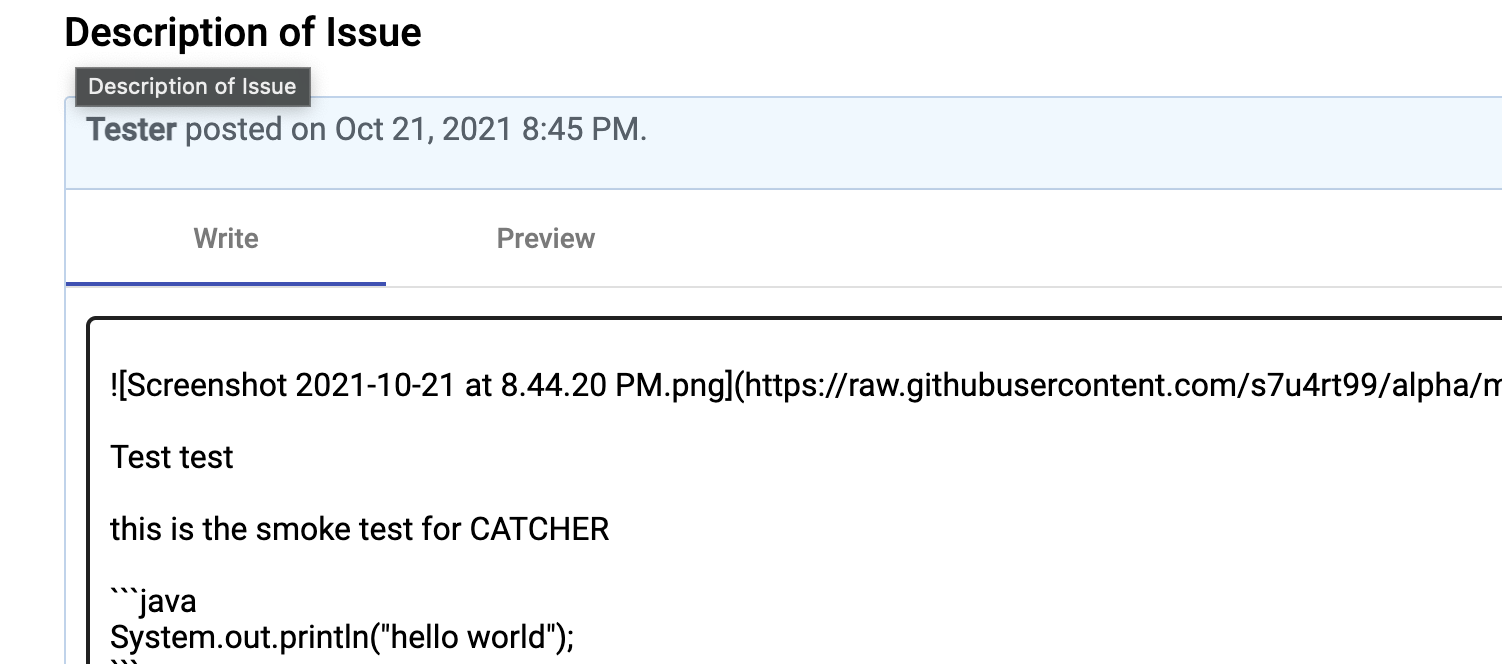 Description of Issue
Description of Issue
Tester posted on Oct 21, 2021 8:45 PM.
Write
Preview
![Screenshot 2021-10-21 at 8.44.20 PM.png](https://raw.githubusercontent.com/s7u4rt99/alpha/m
Test test
this is the smoke test for CATCHER
```java
System.out.println("hello world");
```